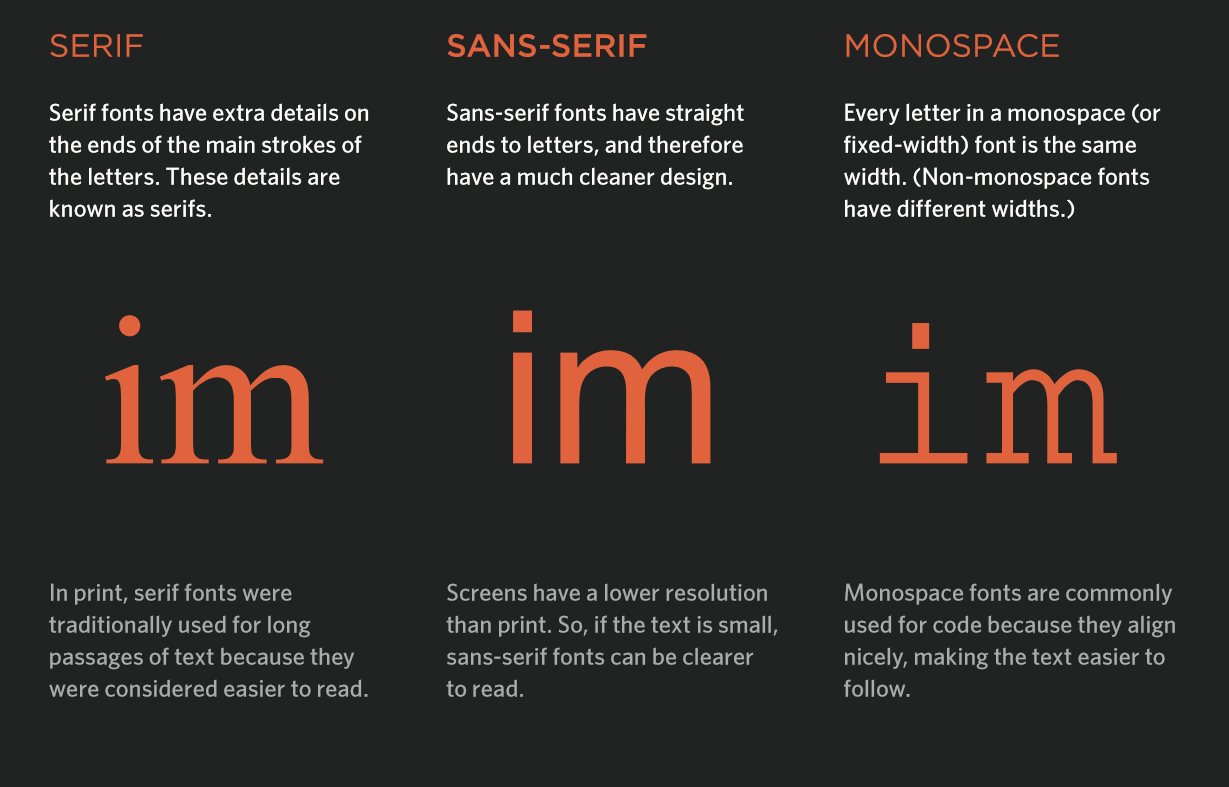 SERIF
Serif fonts have extra details on
the ends of the main strokes of
the letters. These details are
known as serifs.
im
In print, serif fonts were
traditionally used for long
passages of text because they
were considered easier to read.
SANS-SERIF
Sans-serif fonts have straight
ends to letters, and therefore
have a much cleaner design.
im
Screens have a lower resolution
than print. So, if the text is small,
sans-serif fonts can be clearer
to read.
MONOSPACE
Every letter in a monospace (or
fixed-width) font is the same
width. (Non-monospace fonts
have different widths.)
im
Monospace fonts are commonly
used for code because they align
nicely, making the text easier to
follow.